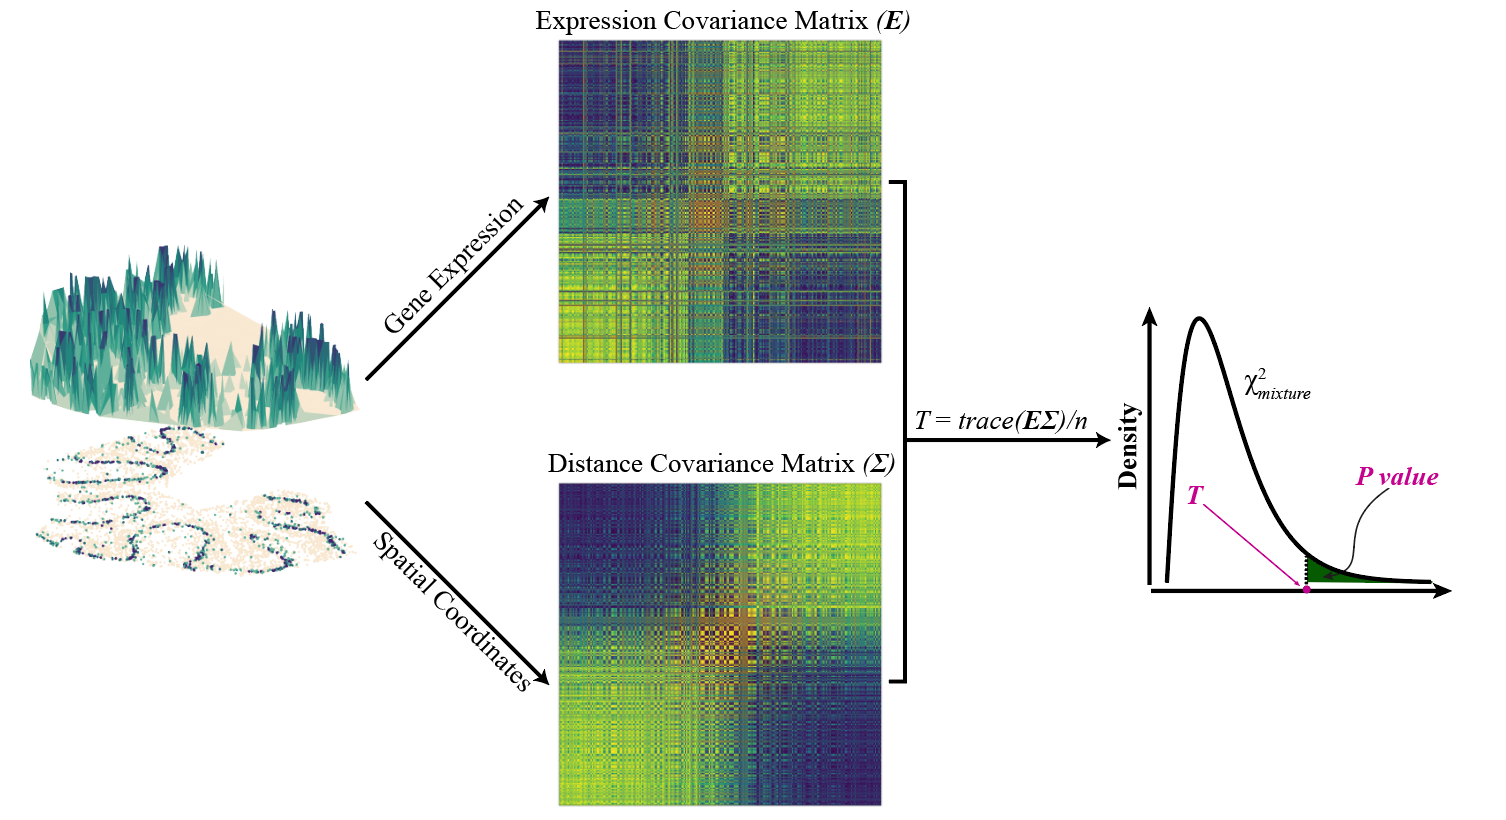 Expression Covariance Matrix (E)
Gene Expression
Distance Covariance Matrix (Σ)
Spatial Coordinates
T = trace(EΣ)/n
Density
χ²mixture
T
P value